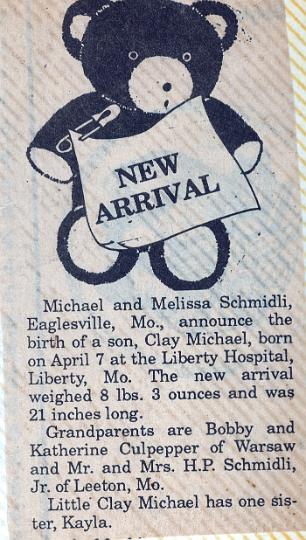 NEW
ARRIVAL
Michael and Melissa Schmidli,
Eaglesville, Mo., announce the
birth of a son, Clay Michael, born
on April 7 at the Liberty Hospital,
Liberty, Mo. The new arrival
weighed 8 lbs. 3 ounces and was
21 inches long.
Grandparents are Bobby and
Katherine Culpepper of Warsaw
and Mr. and Mrs. H.P. Schmidli,
Jr. of Leeton, Mo.
Little Clay Michael has one sis-
ter, Kayla.